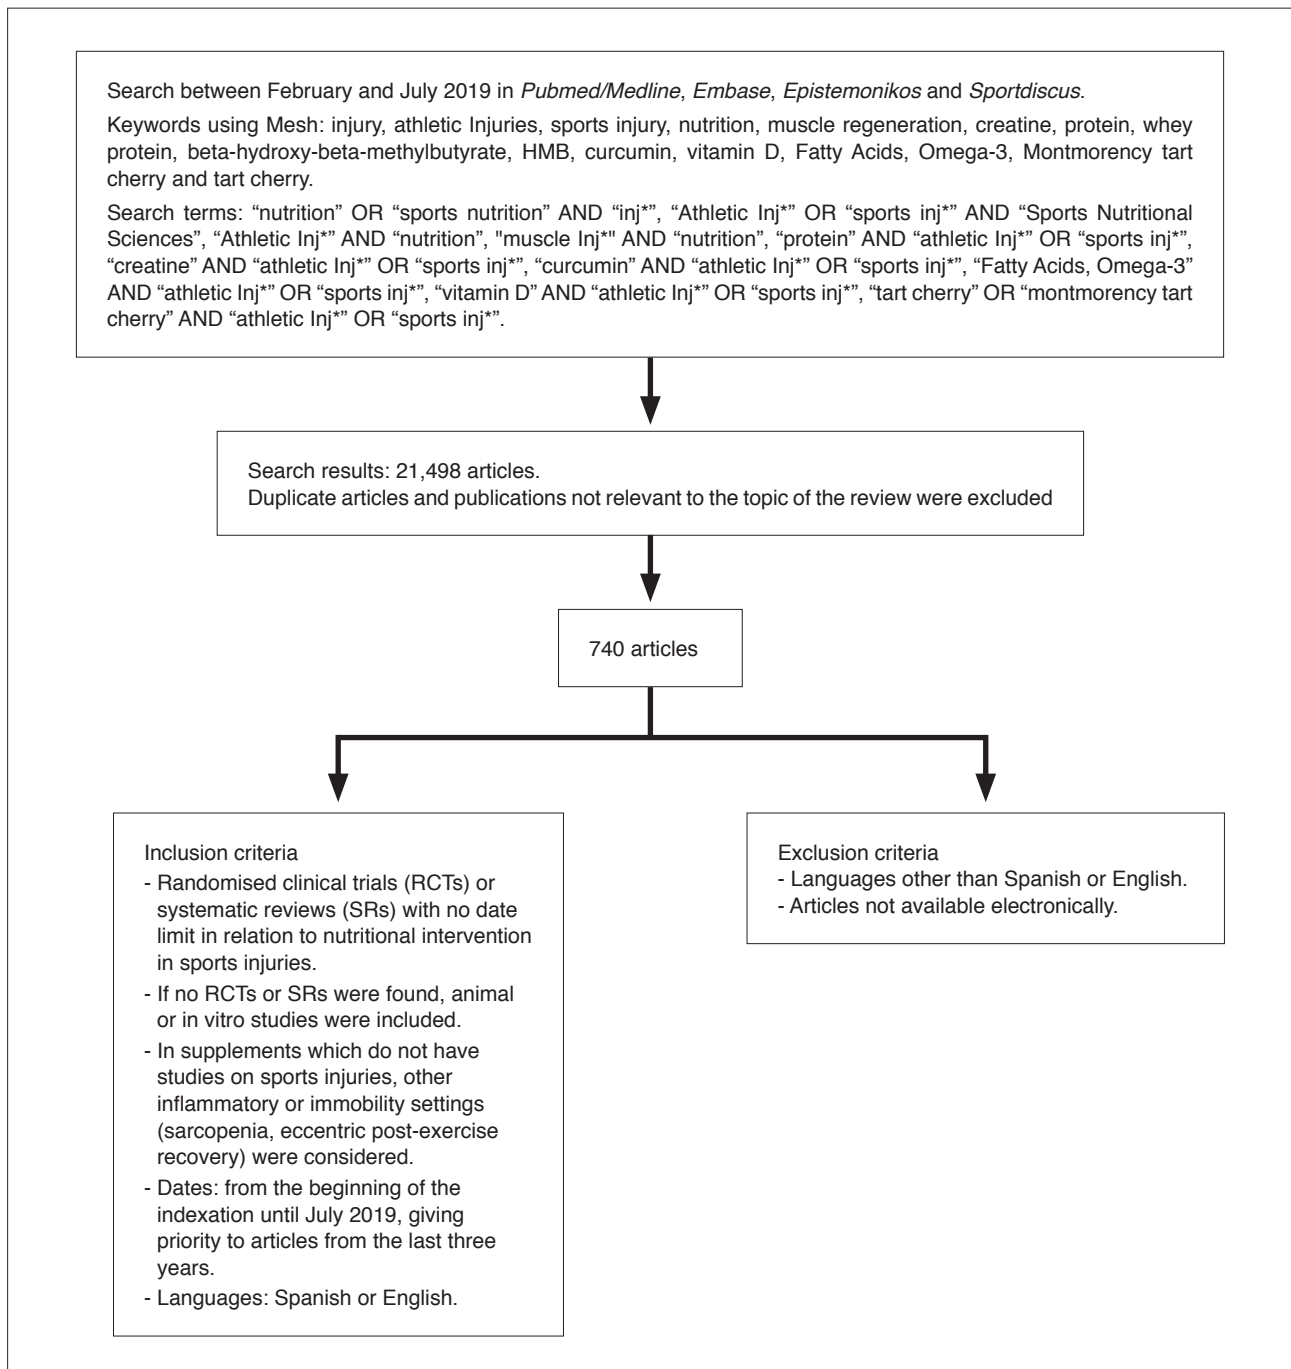 Search between February and July 2019 in Pubmed/Medline, Embase, Epistemonikos and Sportdiscus.
Keywords using Mesh: injury, athletic Injuries, sports injury, nutrition, muscle regeneration, creatine, protein, whey
protein, beta-hydroxy-beta-methylbutyrate, HMB, curcumin, vitamin D, Fatty Acids, Omega-3, Montmorency tart
cherry and tart cherry.
Search terms: “nutrition” OR “sports nutrition” AND “inj*”, “Athletic Inj*” OR “sports inj*” AND “Sports Nutritional
Sciences”, “Athletic Inj*” AND “nutrition”, "muscle Inj*" AND “nutrition”, “protein” AND “athletic Inj*” OR “sports inj*”,
“creatine” AND “athletic Inj*” OR “sports inj*”, “curcumin” AND “athletic Inj*” OR “sports inj*”, “Fatty Acids, Omega-3”
AND “athletic Inj*” OR “sports inj*”, “vitamin D” AND “athletic Inj*” OR “sports inj*”, “tart cherry” OR “montmorency tart
cherry” AND “athletic Inj*” OR “sports inj*”.
Search results: 21,498 articles.
Duplicate articles and publications not relevant to the topic of the review were excluded
740 articles
Inclusion criteria
- Randomised clinical trials (RCTs) or
systematic reviews (SRs) with no date
limit in relation to nutritional intervention
in sports injuries.
- If no RCTs or SRs were found, animal
or in vitro studies were included.
- In supplements which do not have
studies on sports injuries, other
inflammatory or immobility settings
(sarcopenia, eccentric post-exercise
recovery) were considered.
- Dates: from the beginning of the
indexation until July 2019, giving
priority to articles from the last three
years.
- Languages: Spanish or English.
Exclusion criteria
- Languages other than Spanish or English.
- Articles not available electronically.